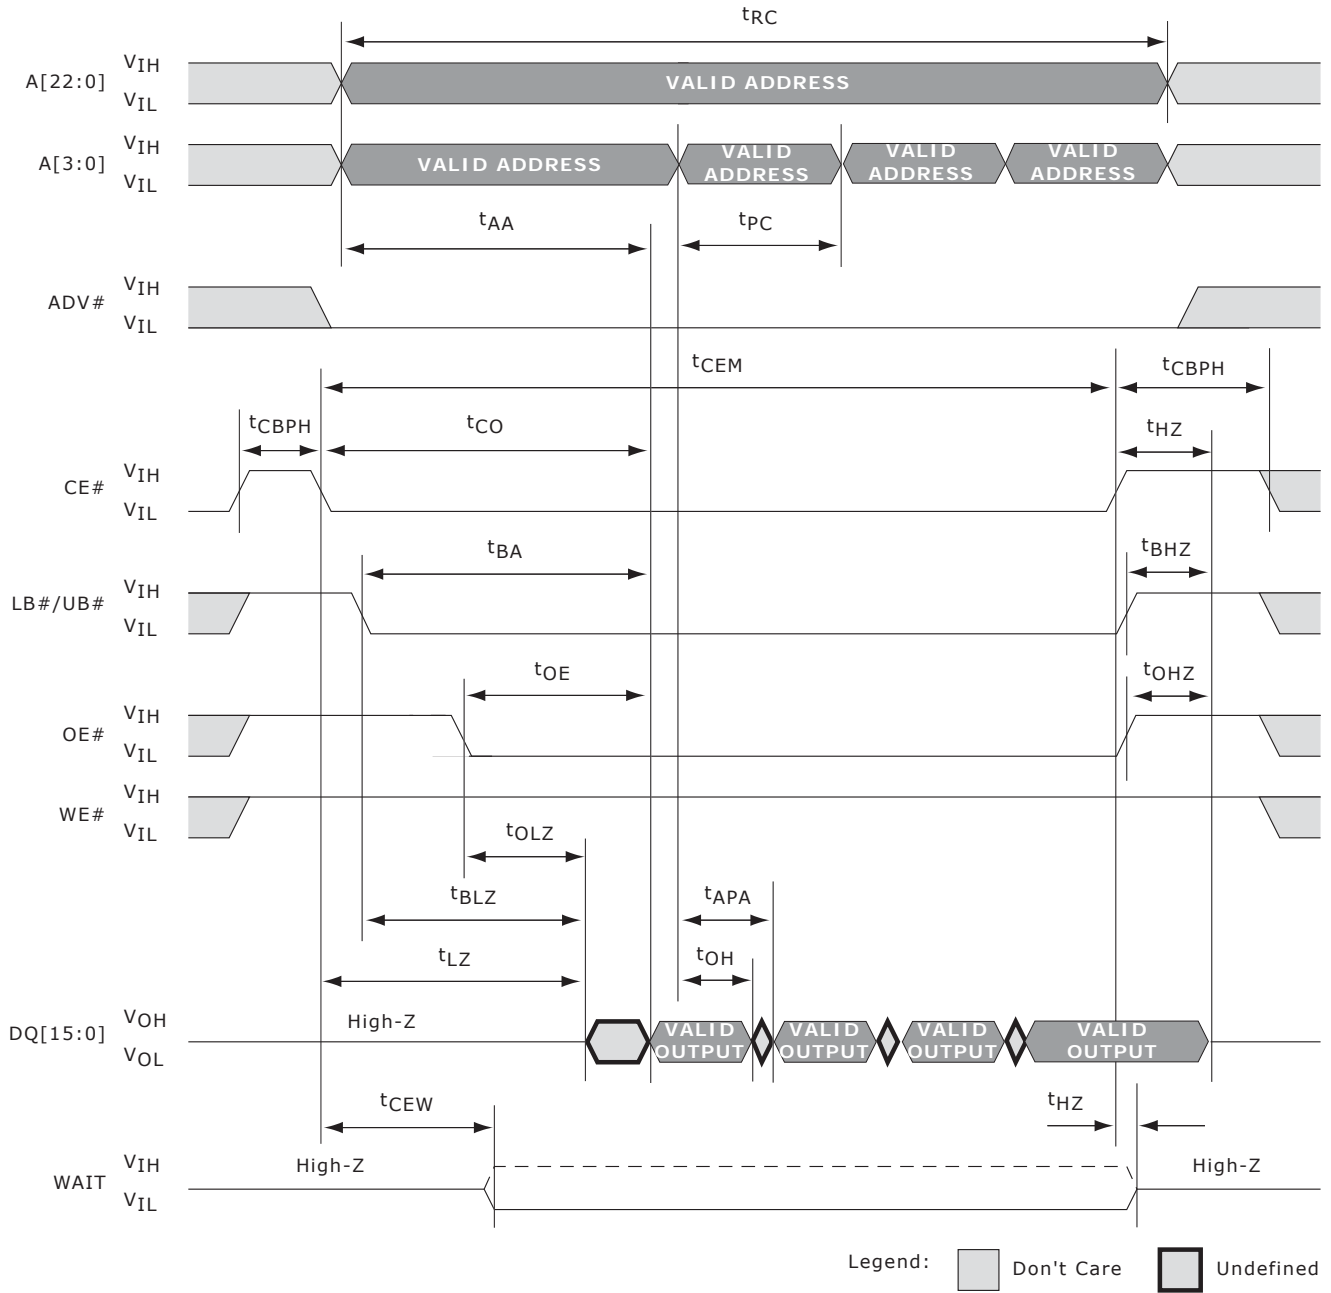 tRC
A[22:0] VIH VALID ADDRESS
VIL
A[3:0] VIH VALID ADDRESS VALID ADDRESS VALID ADDRESS VALID ADDRESS
VIL
tAA tPC
ADV# VIH
VIL
tCEM tCBPH
tCBPH tCO tHZ
CE# VIH
VIL
tBA tBHZ
LB#/UB# VIH
VIL
tOE tOHZ
OE# VIH
VIL
WE# VIH
VIL
tOLZ
tBLZ tAPA
tLZ tOH
DQ[15:0] VOH High-Z VALID OUTPUT VALID OUTPUT VALID OUTPUT VALID OUTPUT
VOL
tCEW tHZ
WAIT VIH High-Z High-Z
VIL
Legend: Don't Care Undefined